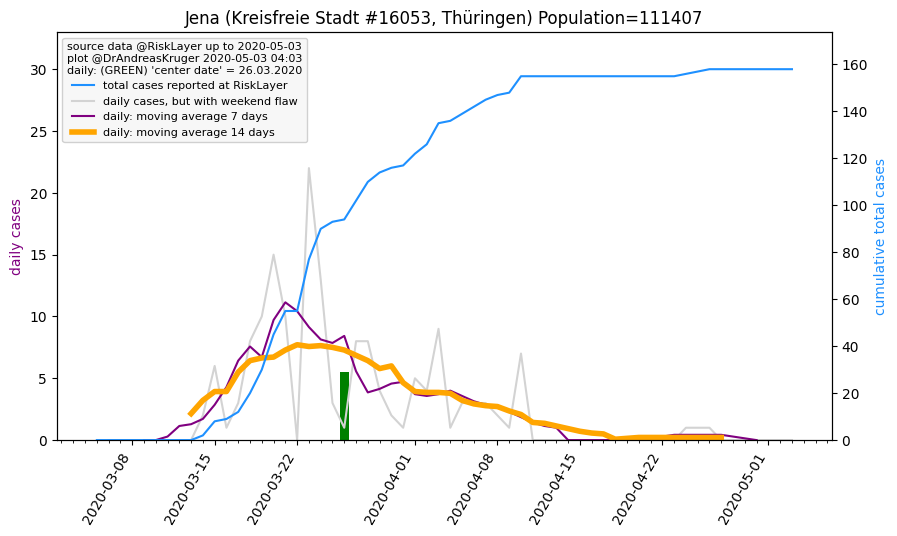 Jena (Kreisfreie Stadt #16053, Thüringen) Population=111407
source data @RiskLayer up to 2020-05-03
plot @DrAndreasKruger 2020-05-03 04:03
daily: (GREEN) 'center date' = 26.03.2020
total cases reported at RiskLayer
daily cases, but with weekend flaw
daily: moving average 7 days
daily: moving average 14 days
daily cases
30
25
20
15
10
5
0
160
140
120
100
80
60
40
20
0
cumulative total cases
2020-03-08
2020-03-15
2020-03-22
2020-04-01
2020-04-08
2020-04-15
2020-04-22
2020-05-01